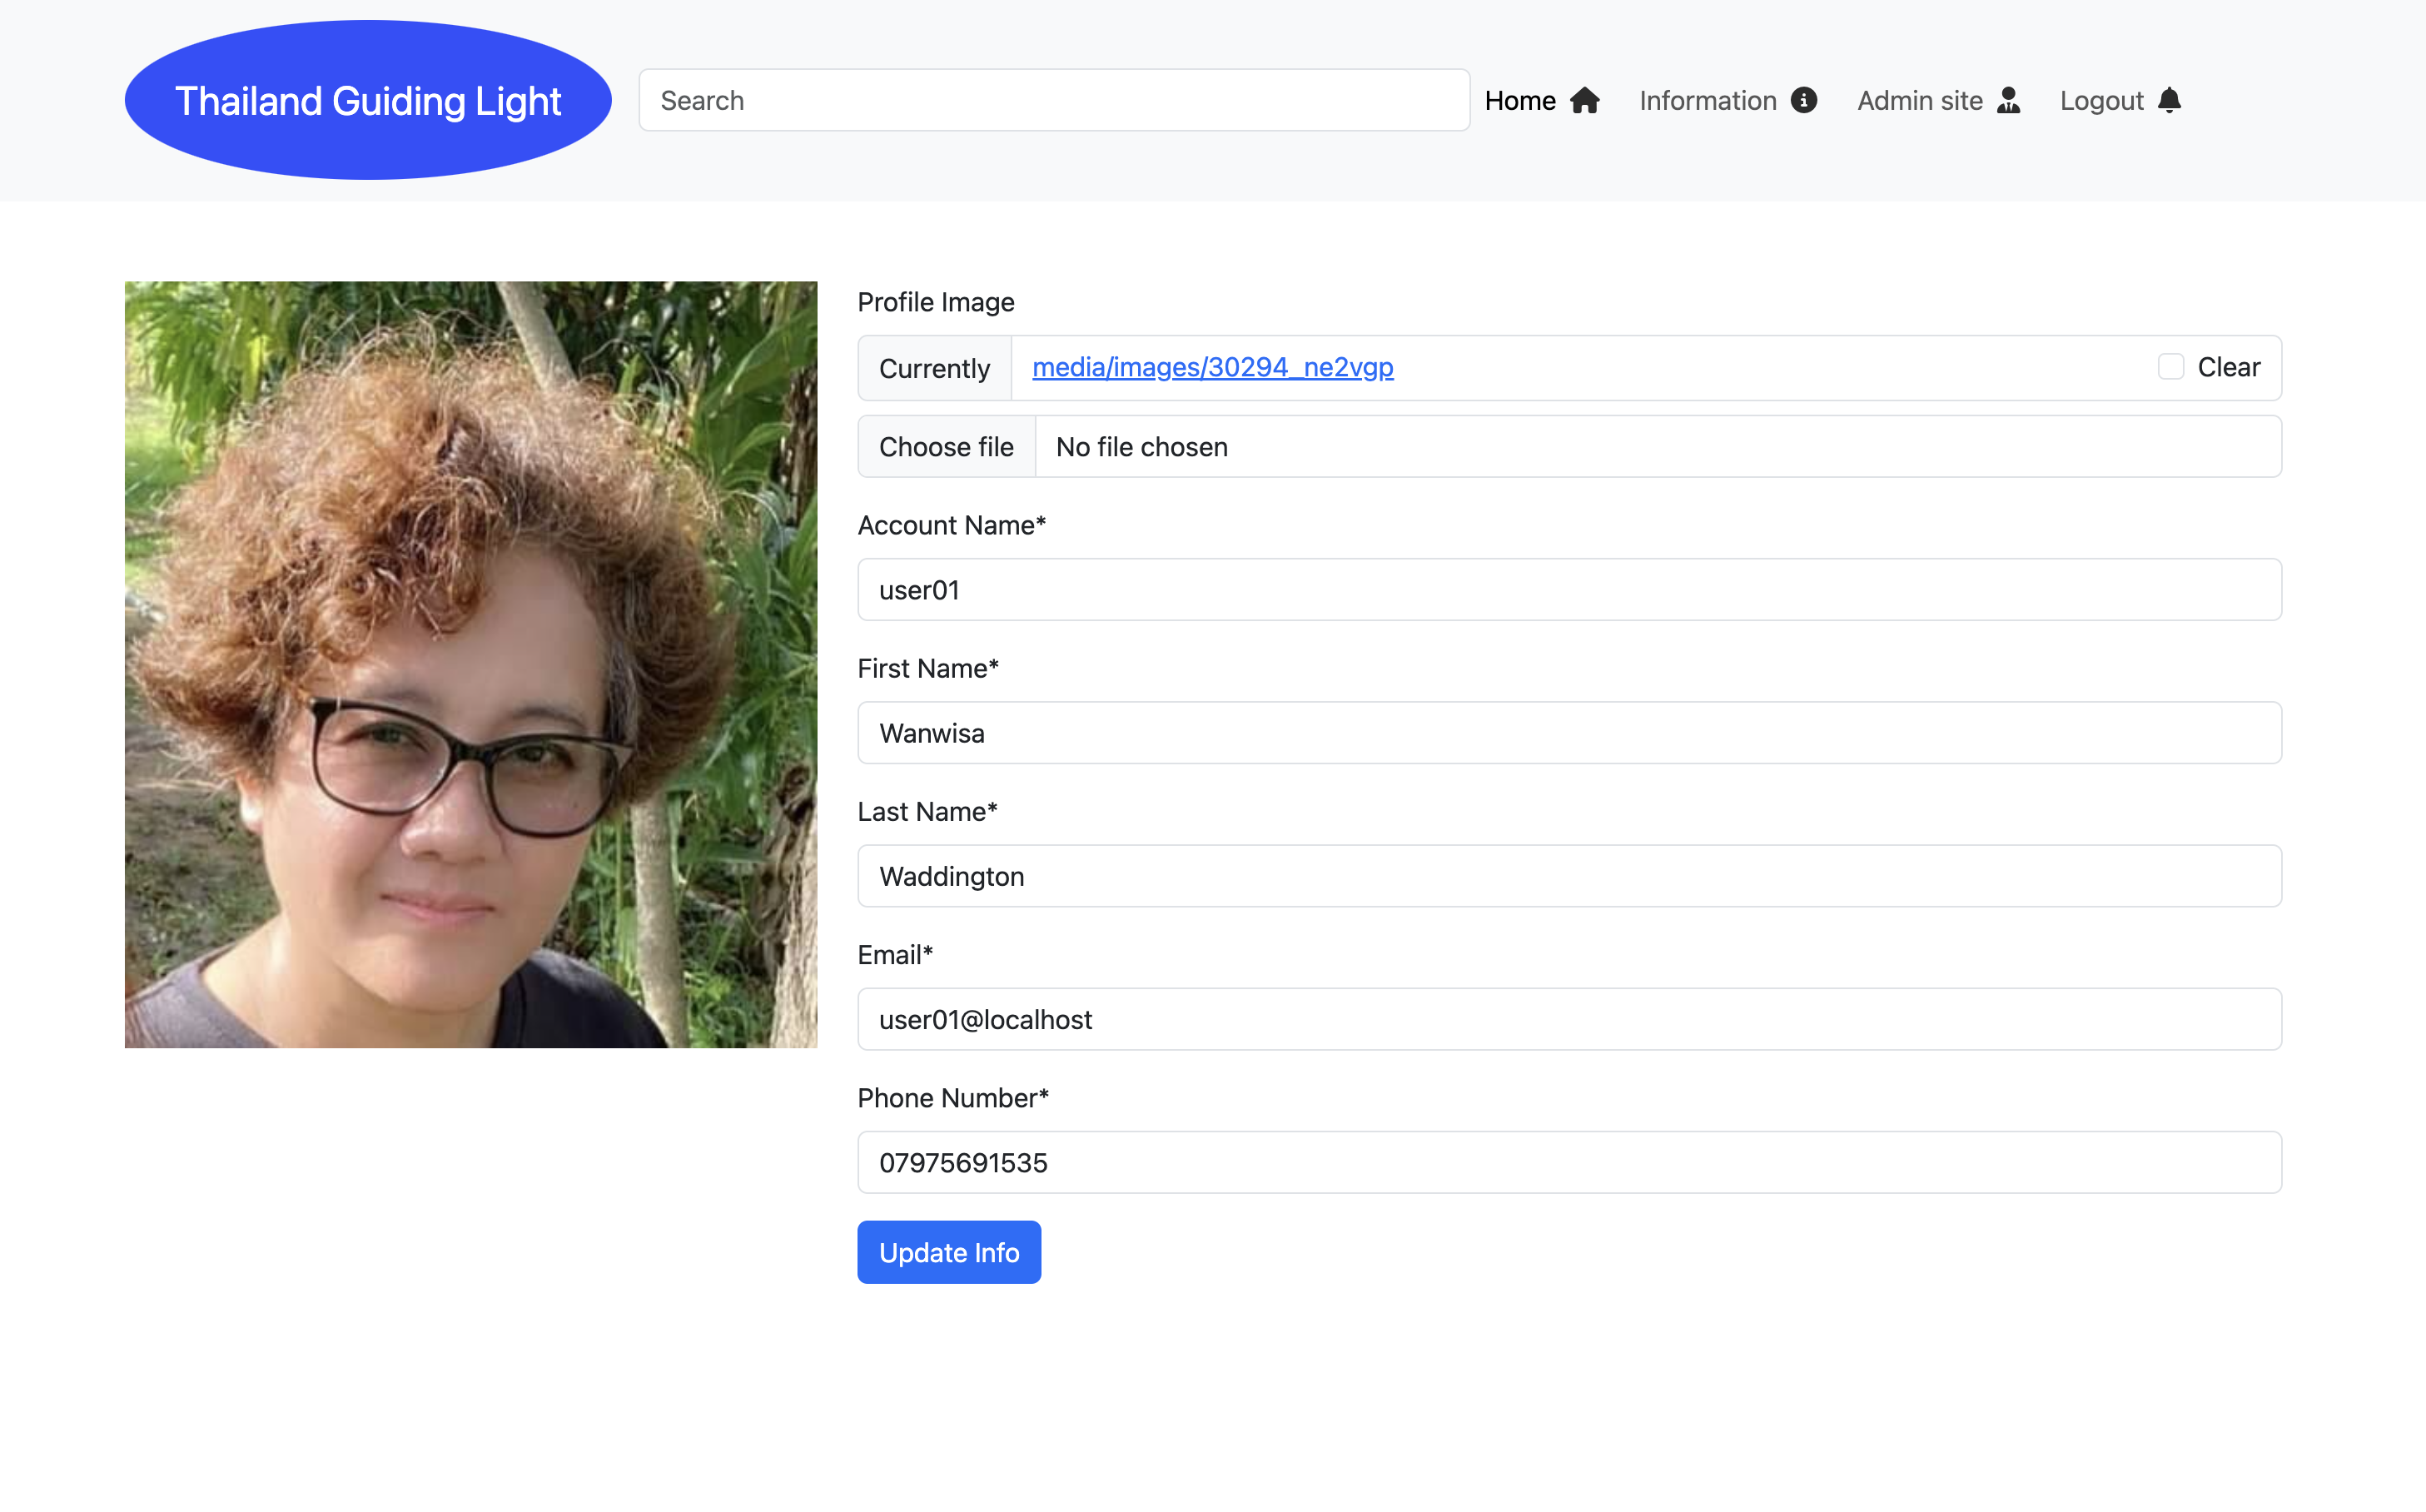 Thailand Guiding Light
Search
Home
Information
Admin site
Logout
Profile Image
Currently
media/images/30294_ne2vgp
Clear
Choose file
No file chosen
Account Name*
user01
First Name*
Wanwisa
Last Name*
Waddington
Email*
user01@localhost
Phone Number*
07975691535
Update Info